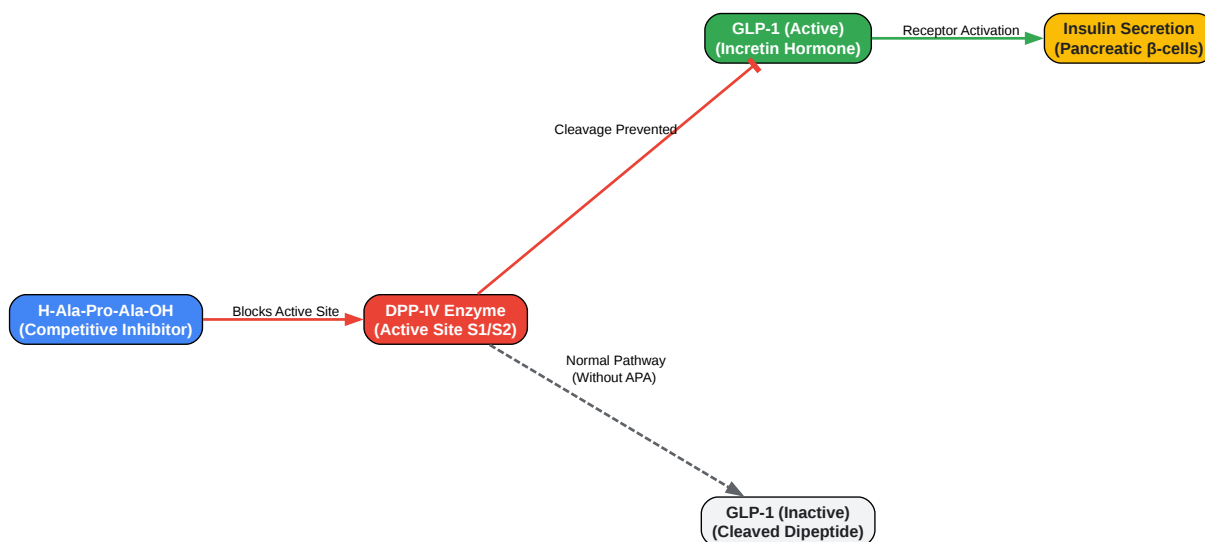 GLP-1 (Active)
(Incretin Hormone)
Receptor Activation
Insulin Secretion
(Pancreatic β-cells)
Cleavage Prevented
H-Ala-Pro-Ala-OH
(Competitive Inhibitor)
Blocks Active Site
DPP-IV Enzyme
(Active Site S1/S2)
Normal Pathway
(Without APA)
GLP-1 (Inactive)
(Cleaved Dipeptide)